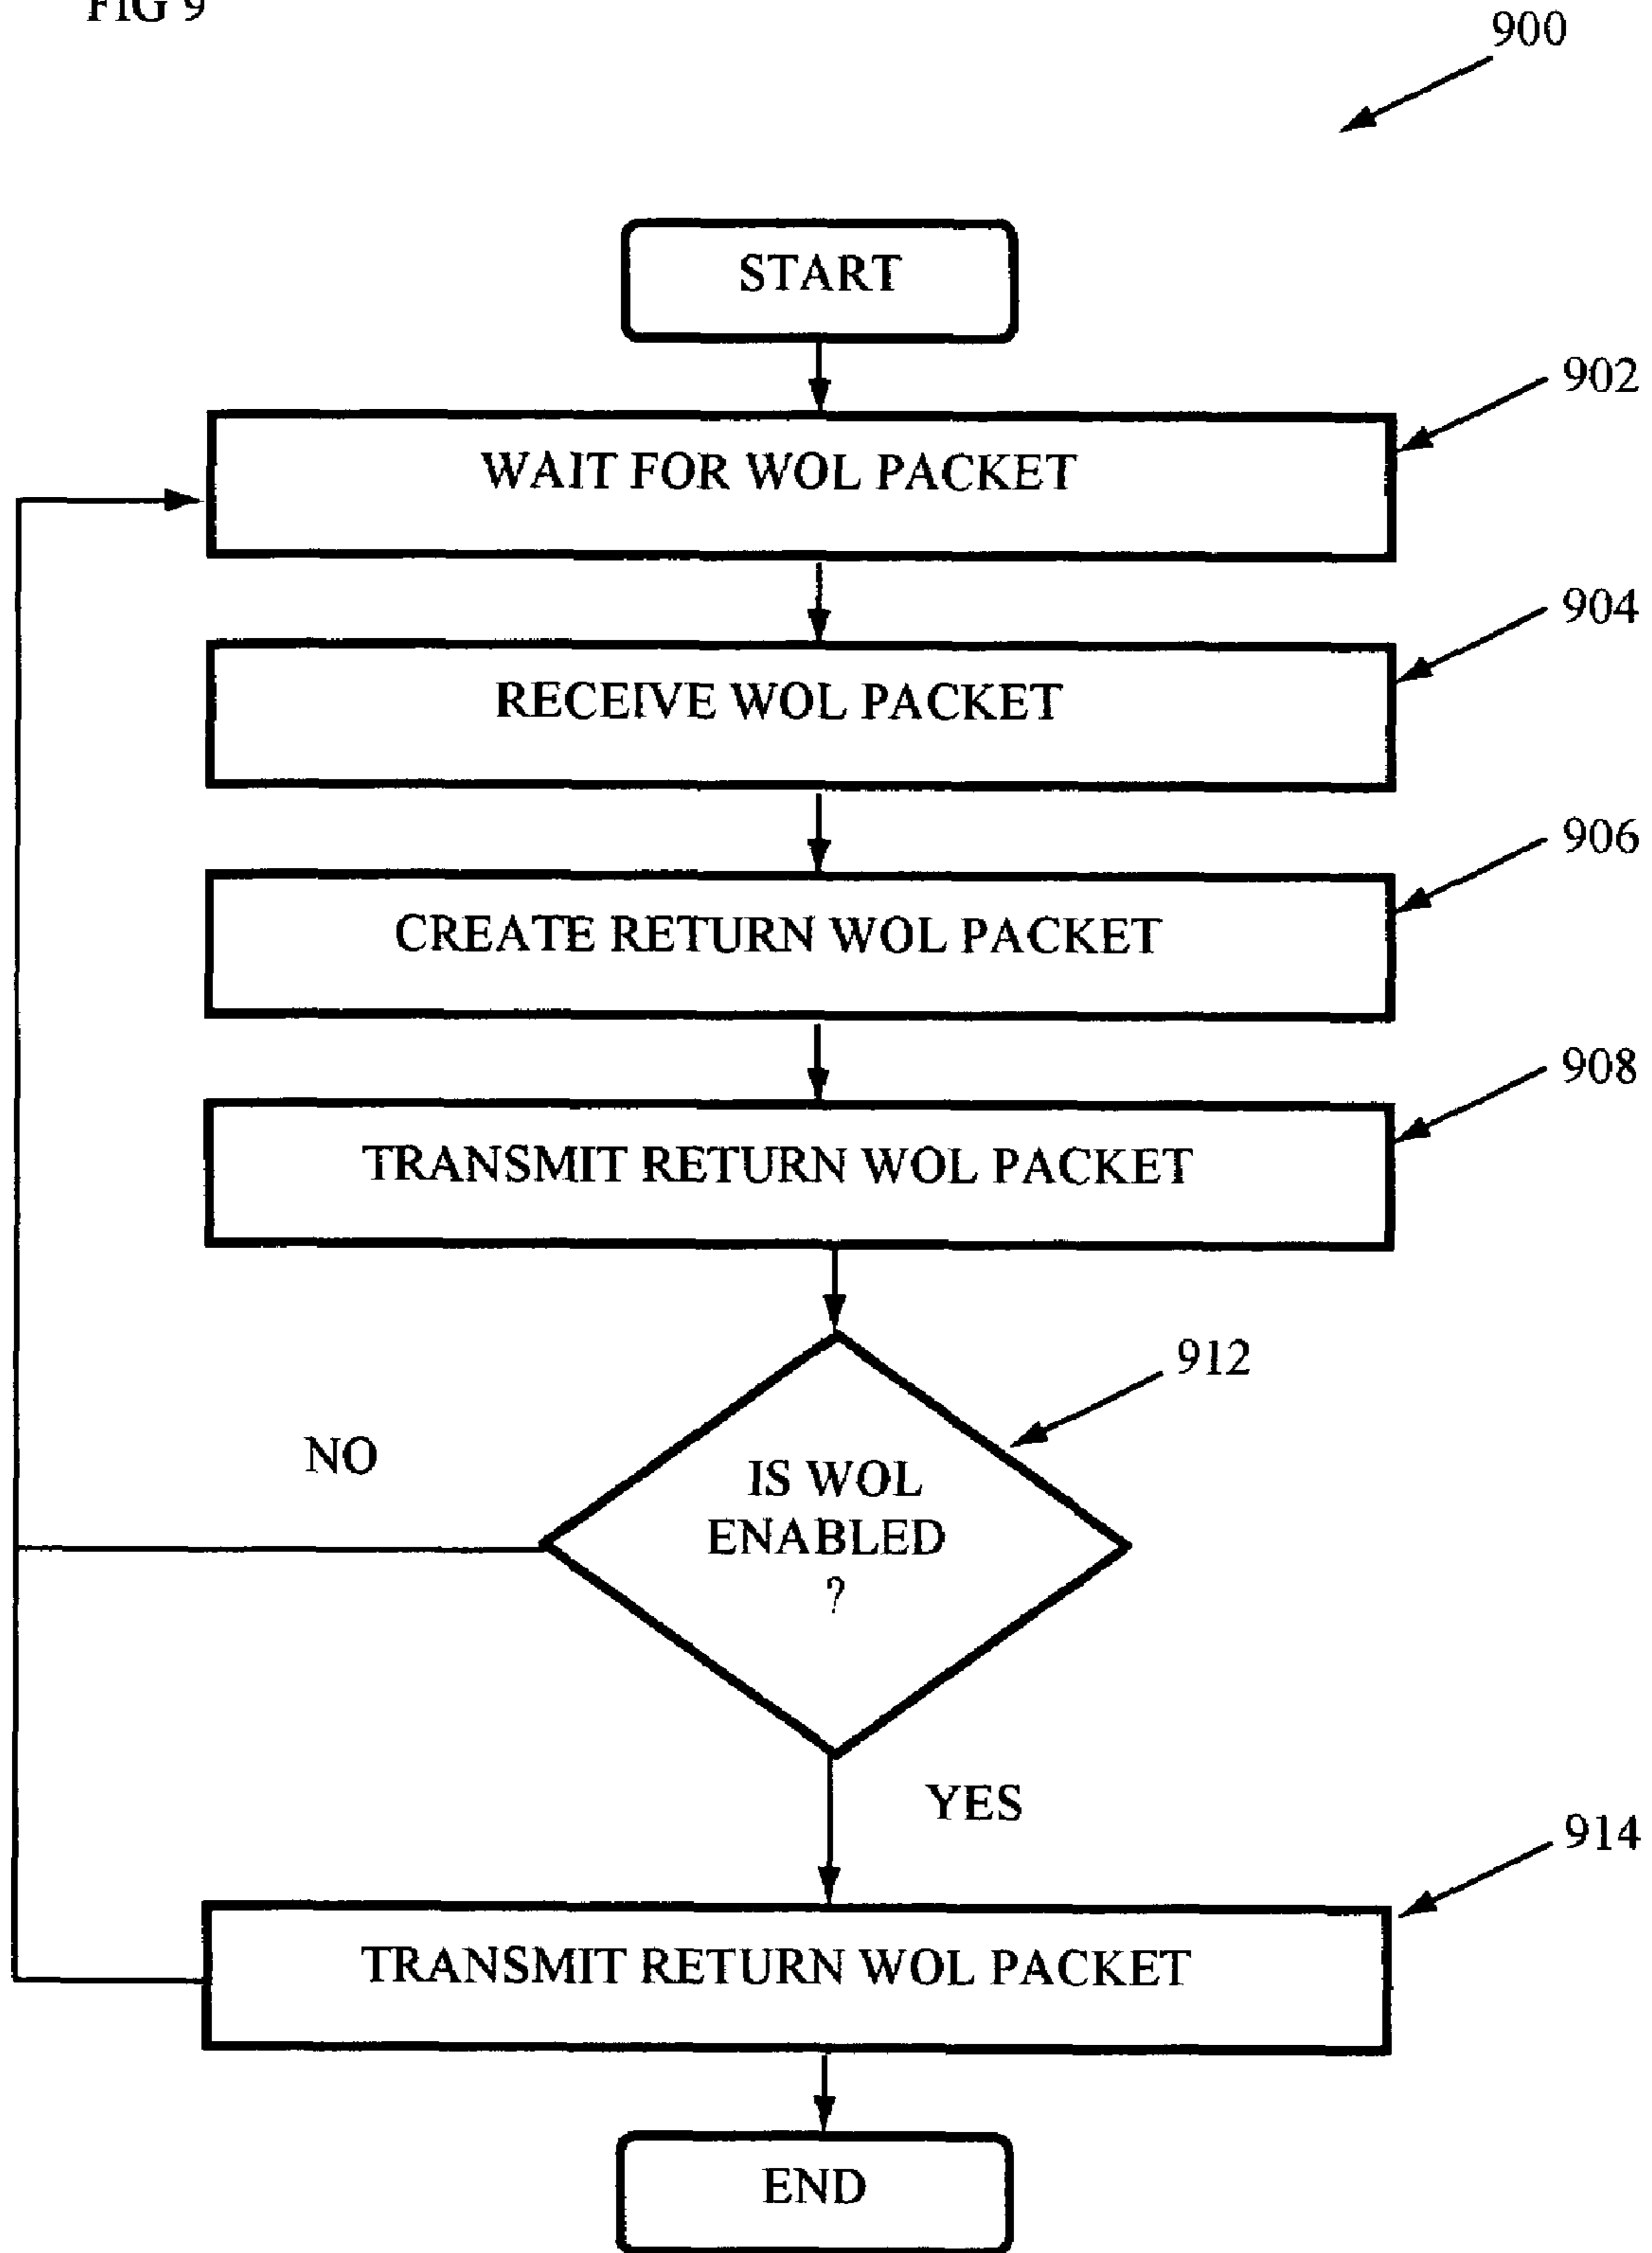 FIG 9
900
START
902
WAIT FOR WOL PACKET
904
RECEIVE WOL PACKET
906
CREATE RETURN WOL PACKET
908
TRANSMIT RETURN WOL PACKET
912
NO
IS WOL
ENABLED
?
YES
914
TRANSMIT RETURN WOL PACKET
END